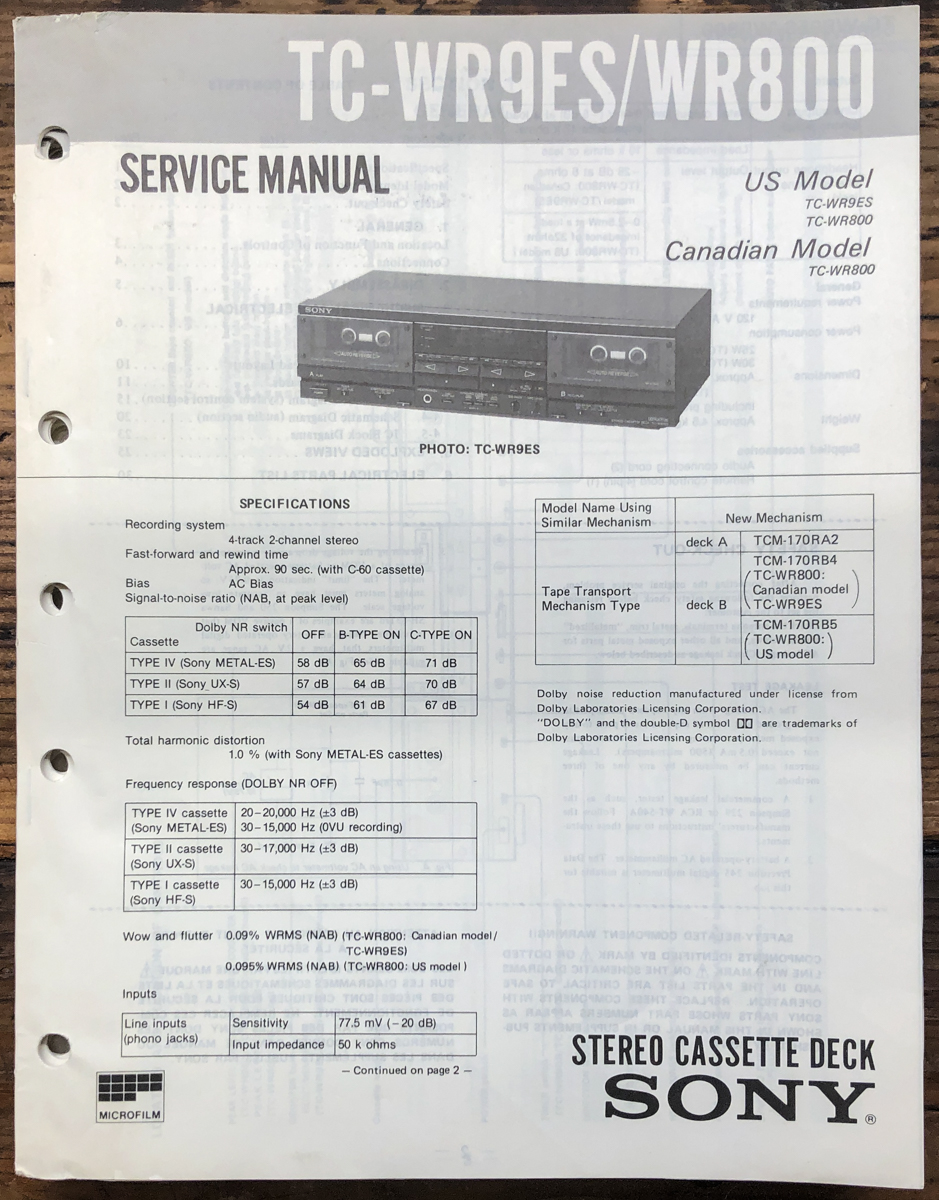 TC-WR9ES/WR800
SERVICE MANUAL
US Model
TC-WR9ES
TC-WR800
Canadian Model
TC-WR800
SONY
PHOTO: TC-WR9ES
SPECIFICATIONS
Recording system
4-track 2-channel stereo
Fast-forward and rewind time
Approx. 90 sec. (with C-60 cassette)
Bias AC Bias
Signal-to-noise ratio (NAB, at peak level)
Dolby NR switch
Cassette OFF B-TYPE ON C-TYPE ON
TYPE IV (Sony METAL-ES) 58 dB 65 dB 71 dB
TYPE II (Sony UX-S) 57 dB 64 dB 70 dB
TYPE I (Sony HF-S) 54 dB 61 dB 67 dB
Total harmonic distortion
1.0 % (with Sony METAL-ES cassettes)
Frequency response (DOLBY NR OFF)
TYPE IV cassette 20–20,000 Hz (±3 dB)
(Sony METAL-ES) 30–15,000 Hz (0VU recording)
TYPE II cassette 30–17,000 Hz (±3 dB)
(Sony UX-S)
TYPE I cassette 30–15,000 Hz (±3 dB)
(Sony HF-S)
Wow and flutter 0.09% WRMS (NAB) (TC-WR800: Canadian model/
TC-WR9ES)
0.095% WRMS (NAB) (TC-WR800: US model)
Inputs
Line inputs Sensitivity 77.5 mV (–20 dB)
(phono jacks) Input impedance 50 k ohms
– Continued on page 2 –
MICROFILM
Model Name Using
Similar Mechanism New Mechanism
Tape Transport
Mechanism Type
deck A TCM-170RA2
deck B TCM-170RB4
(TC-WR800:
Canadian model
TC-WR9ES)
TCM-170RB5
(TC-WR800:
US model)
Dolby noise reduction manufactured under license from
Dolby Laboratories Licensing Corporation.
"DOLBY" and the double-D symbol are trademarks of
Dolby Laboratories Licensing Corporation.
STEREO CASSETTE DECK
SONY®